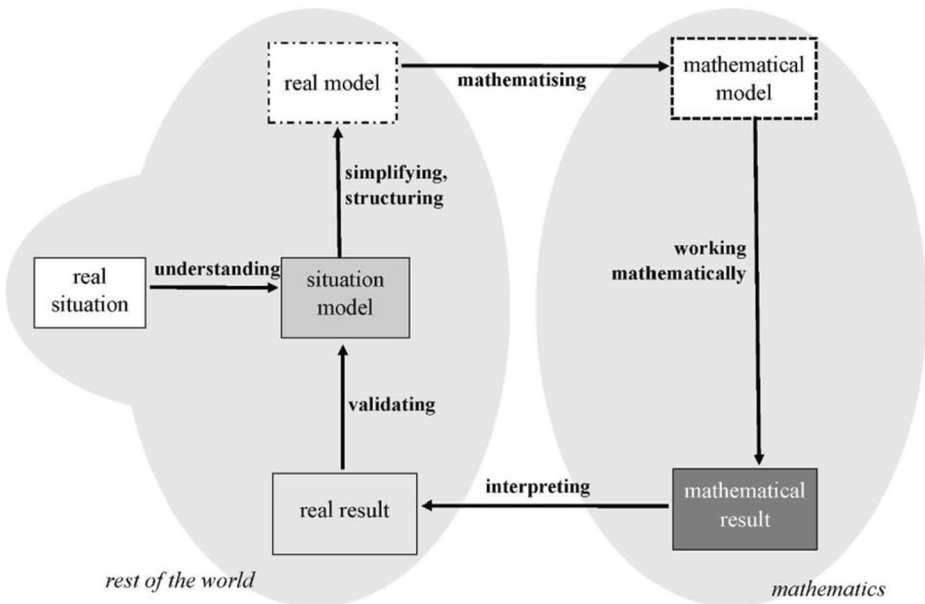 real model
mathematising
mathematical
model
simplifying,
structuring
working
mathematically
real
situation
understanding
situation
model
validating
real result
interpreting
mathematical
result
rest of the world
mathematics